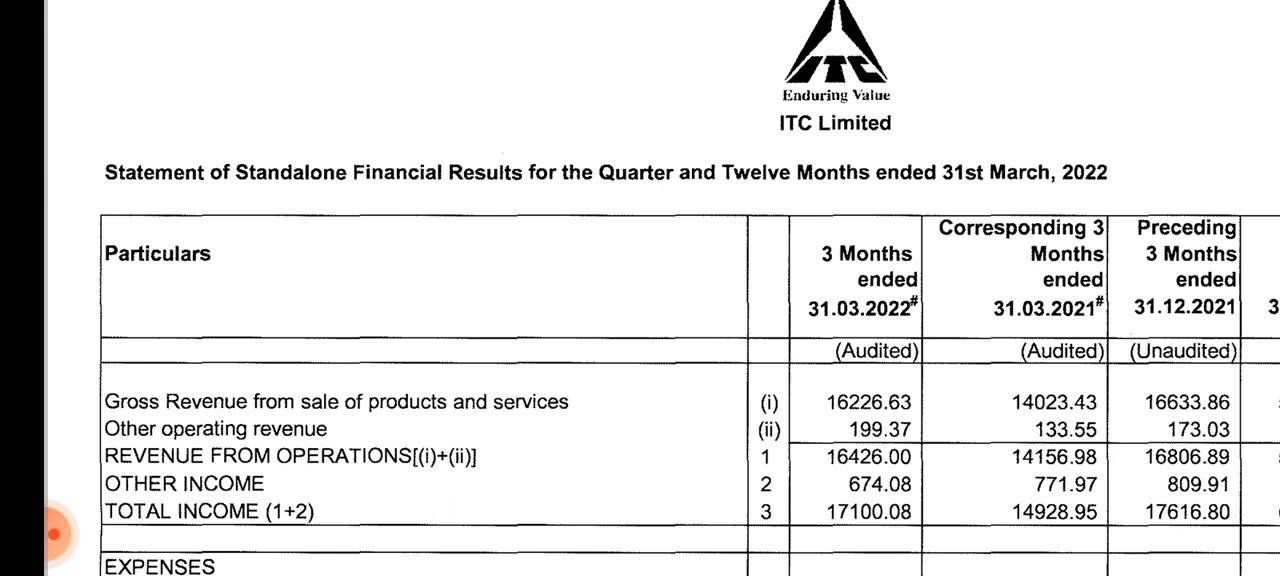 ITC
Enduring Value
ITC Limited
Statement of Standalone Financial Results for the Quarter and Twelve Months ended 31st March, 2022
Particulars 3 Months ended 31.03.2022# Corresponding 3 Months ended 31.03.2021# Preceding 3 Months ended 31.12.2021 3
(Audited) (Audited) (Unaudited)
Gross Revenue from sale of products and services (i) 16226.63 14023.43 16633.86
Other operating revenue (ii) 199.37 133.55 173.03
REVENUE FROM OPERATIONS[(i)+(ii)] 1 16426.00 14156.98 16806.89
OTHER INCOME 2 674.08 771.97 809.91
TOTAL INCOME (1+2) 3 17100.08 14928.95 17616.80
EXPENSES